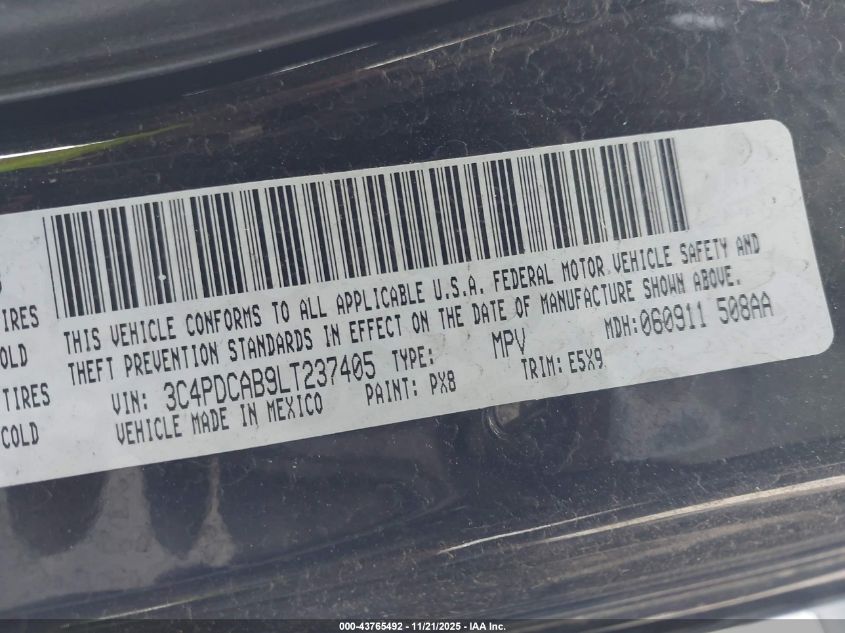 THIS VEHICLE CONFORMS TO ALL APPLICABLE U.S.A. FEDERAL MOTOR VEHICLE SAFETY AND
THEFT PREVENTION STANDARDS IN EFFECT ON THE DATE OF MANUFACTURE SHOWN ABOVE.
VIN: 3C4PDCAB9LT237405 TYPE: MPV MDH:060911 508AA
VEHICLE MADE IN MEXICO PAINT: PX8 TRIM: E5X9
TIRES
COLD
TIRES
COLD
000-43765492 - 11/21/2025 - IAA Inc.